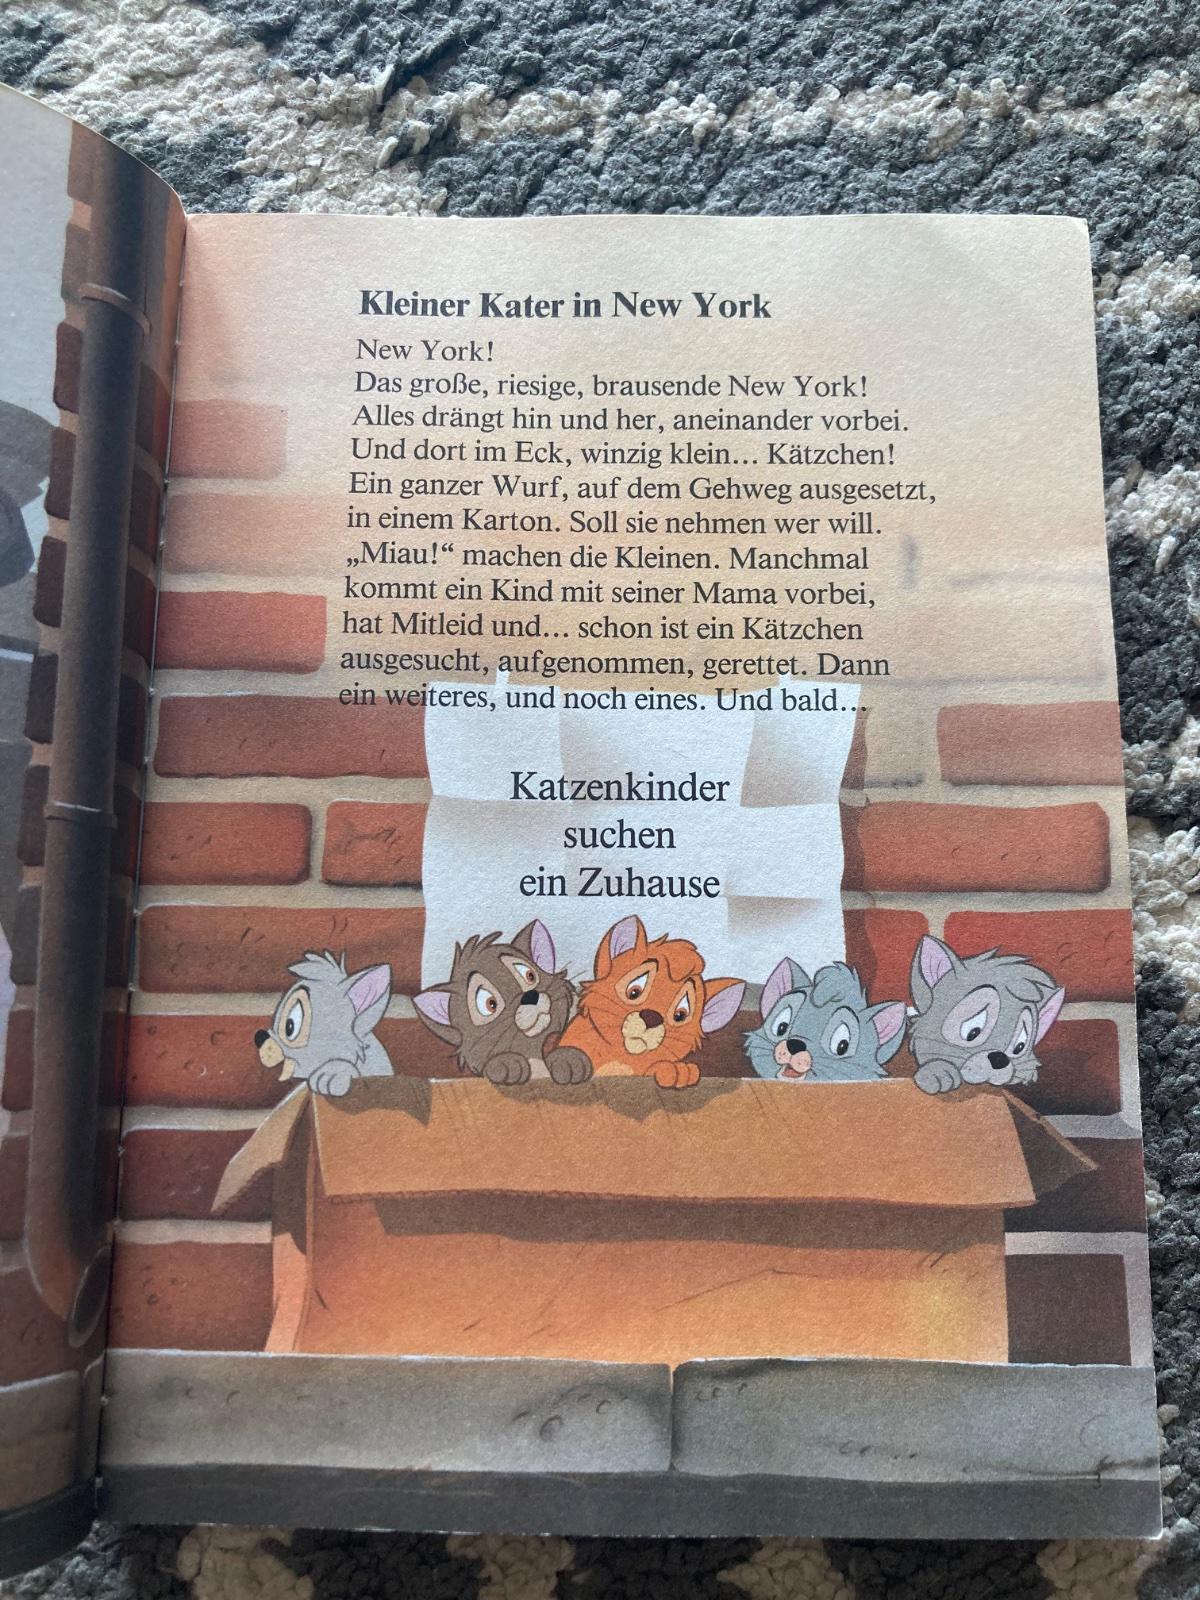 Kleiner Kater in New York
New York!
Das große, riesige, brausende New York!
Alles drängt hin und her, aneinander vorbei.
Und dort im Eck, winzig klein… Kätzchen!
Ein ganzer Wurf, auf dem Gehweg ausgesetzt,
in einem Karton. Soll sie nehmen wer will.
„Miau!“ machen die Kleinen. Manchmal
kommt ein Kind mit seiner Mama vorbei,
hat Mitleid und… schon ist ein Kätzchen
ausgesucht, aufgenommen, gerettet. Dann
ein weiteres, und noch eines. Und bald…
Katzenkinder
suchen
ein Zuhause